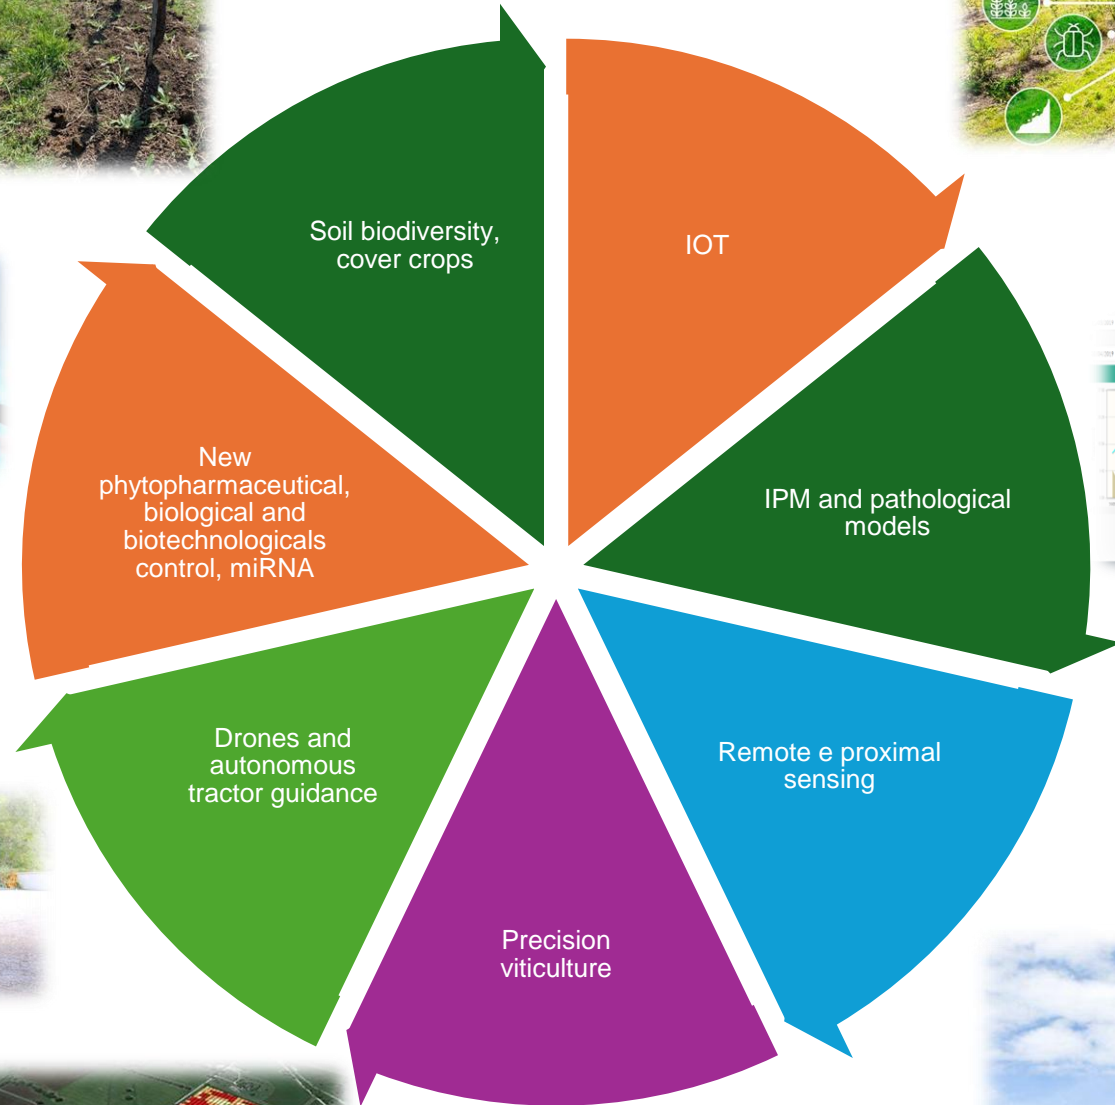 Soil biodiversity,
cover crops
IOT
IPM and pathological
models
New
phytopharmaceutical,
biological and
biotechnologicals
control, miRNA
Remote e proximal
sensing
Drones and
autonomous
tractor guidance
Precision
viticulture